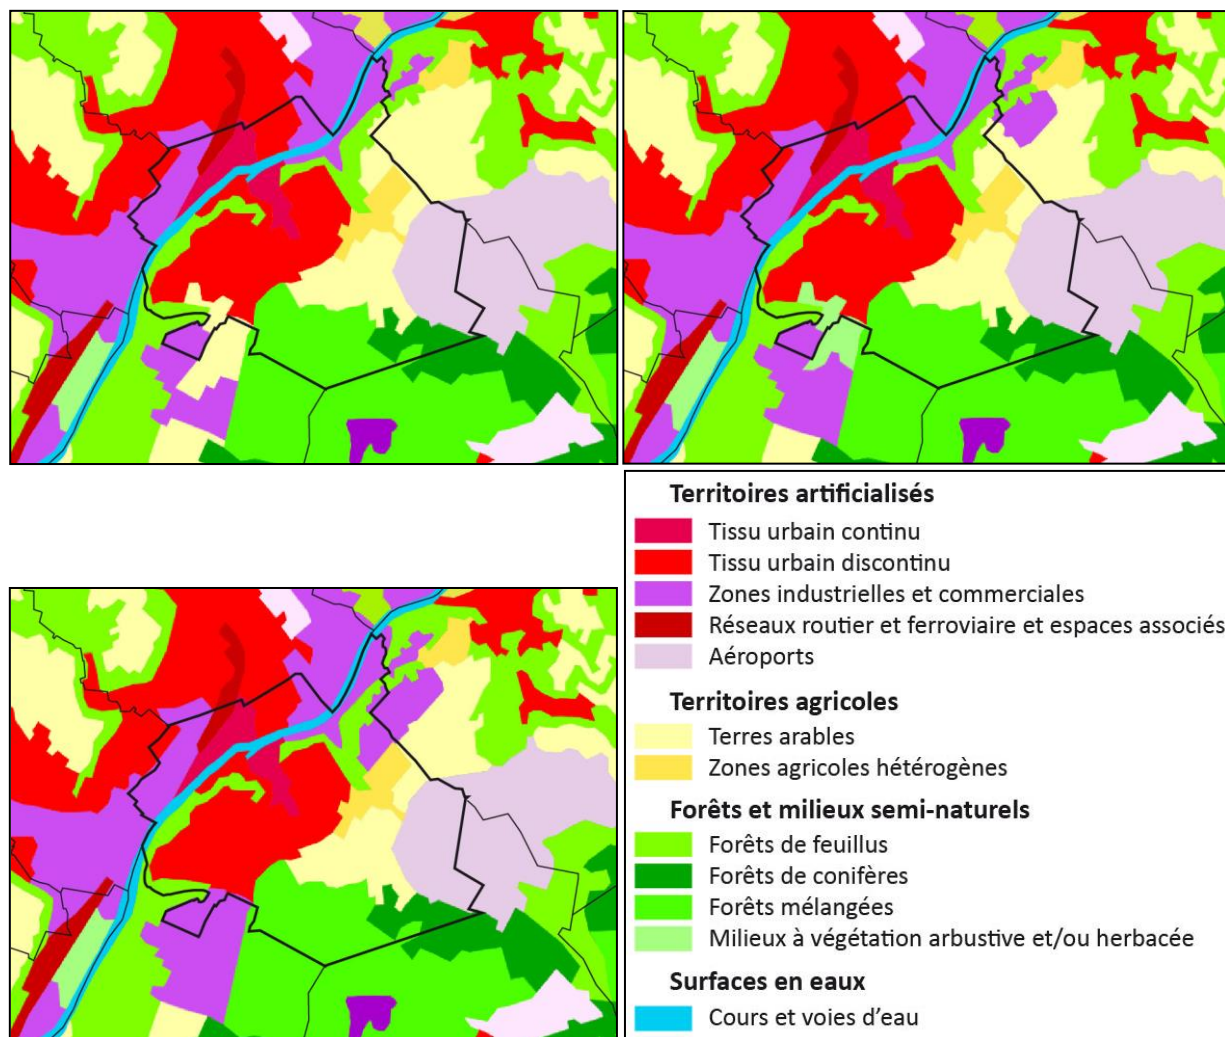 Territoires artificialisés
Tissu urbain continu
Tissu urbain discontinu
Zones industrielles et commerciales
Réseaux routier et ferroviaire et espaces associés
Aéroports
Territoires agricoles
Terres arables
Zones agricoles hétérogènes
Forêts et milieux semi-naturels
Forêts de feuillus
Forêts de conifères
Forêts mélangées
Milieux à végétation arbustive et/ou herbacée
Surfaces en eaux
Cours et voies d'eau